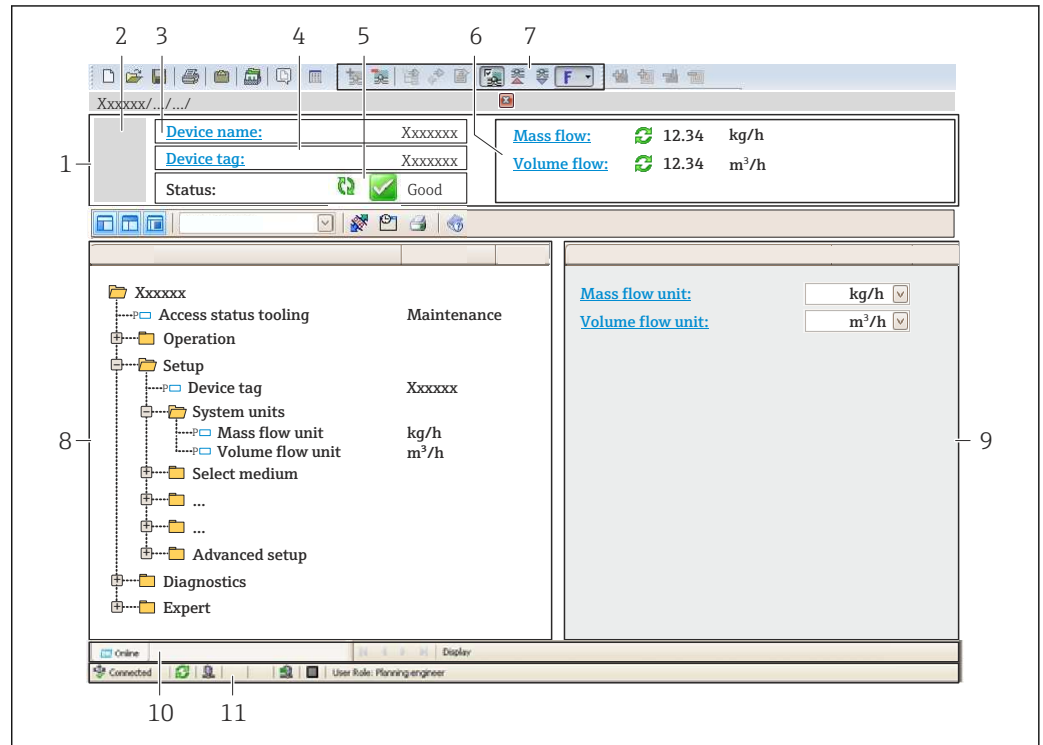 2 3 4 5 6 7
F
Xxxxxx/.../.../
1
Device name: Xxxxxxx
Device tag: Xxxxxxx
Status: Good
Mass flow: 12.34 kg/h
Volume flow: 12.34 m³/h
Xxxxxx
P Access status tooling Maintenance
Operation
Setup
P Device tag Xxxxxx
System units
P Mass flow unit kg/h
P Volume flow unit m³/h
Select medium
...
...
Advanced setup
Diagnostics
Expert
Mass flow unit: kg/h
Volume flow unit: m³/h
8
9
Online Display
Connected User Role: Planning engineer
10 11